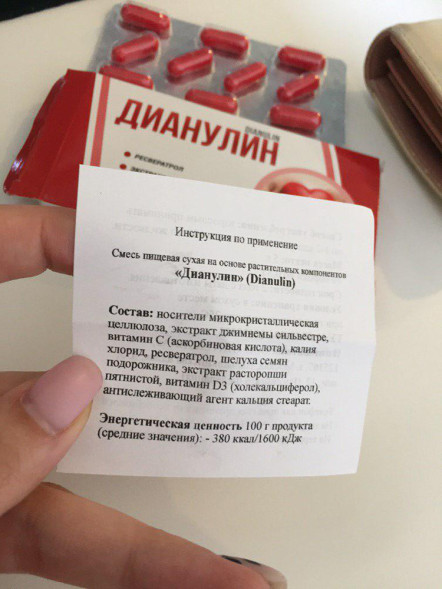 ДИАНУЛИН
DIANULIN
• РЕСВЕРАТРОЛ
Инструкция по применение
Смесь пищевая сухая на основе растительных компонентов
«Дианулин» (Dianulin)
Состав: носители микрокристаллическая
целлюлоза, экстракт джимнемы сильвестре,
витамин С (аскорбиновая кислота), калия
хлорид, ресвератрол, шелуха семян
подорожника, экстракт расторопши
пятнистой, витамин D3 (холекальциферол),
антислеживающий агент кальция стеарат.
Энергетическая ценность 100 г продукта
(средние значения): - 380 ккал/1600 кДж